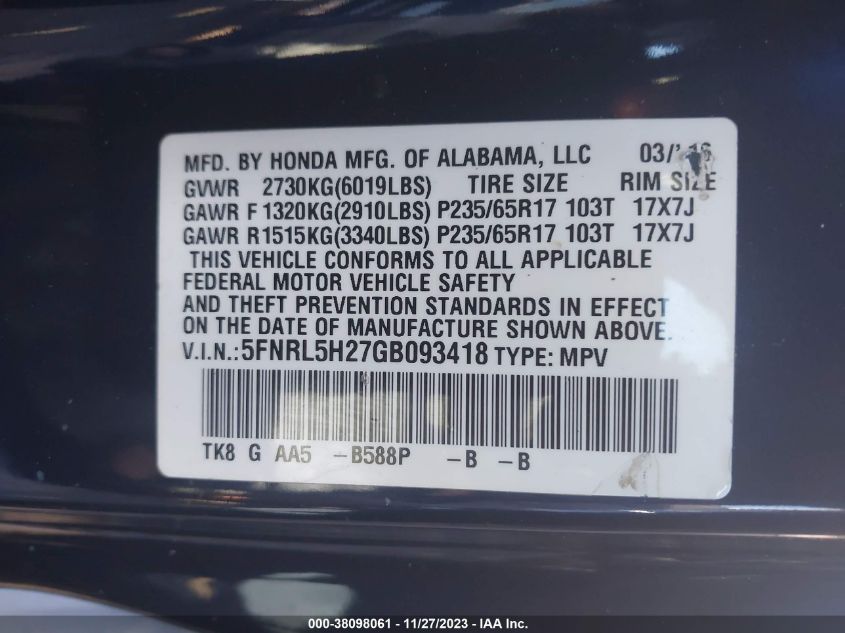 MFD. BY HONDA MFG. OF ALABAMA, LLC 03/16
GVWR 2730KG(6019LBS) TIRE SIZE RIM SIZE
GAWR F1320KG(2910LBS) P235/65R17 103T 17X7J
GAWR R1515KG(3340LBS) P235/65R17 103T 17X7J
THIS VEHICLE CONFORMS TO ALL APPLICABLE
FEDERAL MOTOR VEHICLE SAFETY
AND THEFT PREVENTION STANDARDS IN EFFECT
ON THE DATE OF MANUFACTURE SHOWN ABOVE.
V.I.N.:5FNRL5H27GB093418 TYPE: MPV
TK8 G AA5 -B588P -B -B
000-38098061 - 11/27/2023 - IAA Inc.